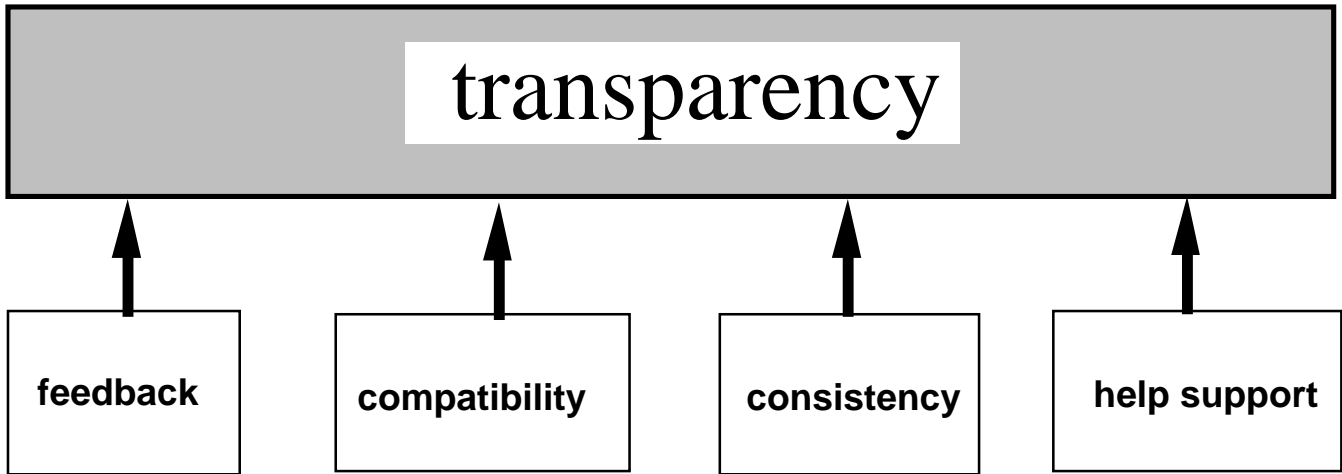 transparency
feedback
compatibility
consistency
help support